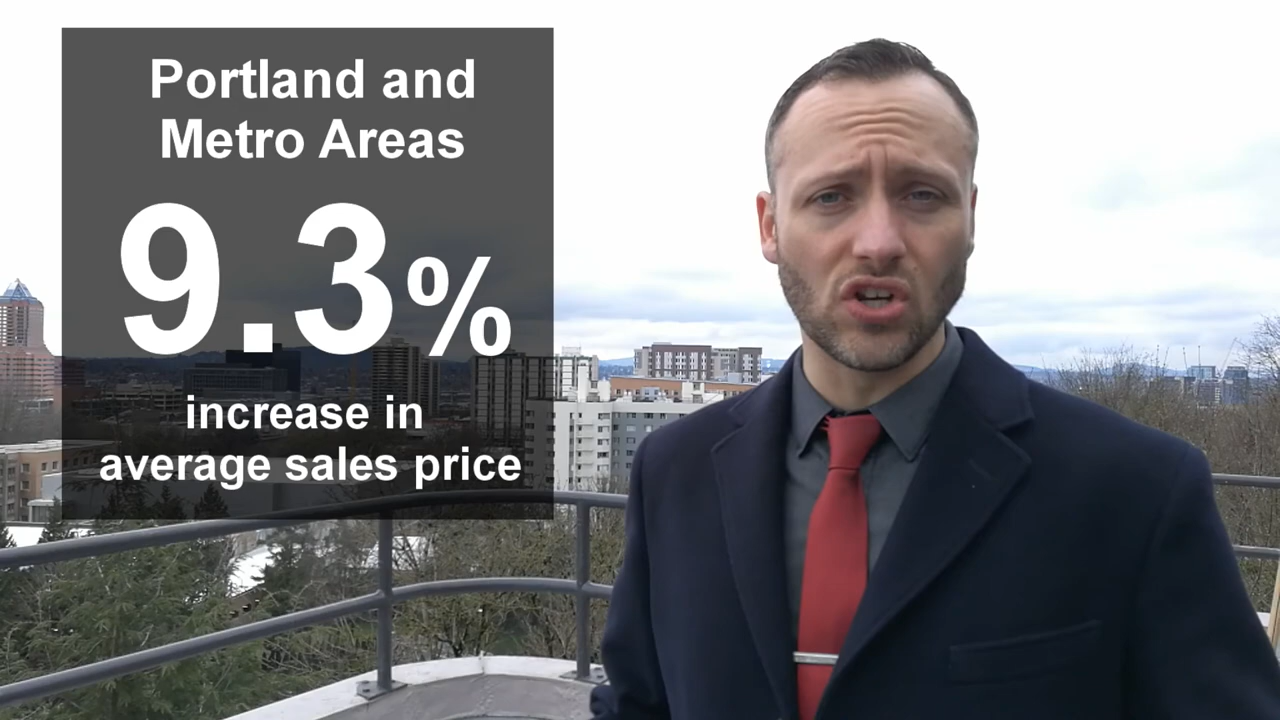 Portland and
Metro Areas
9.3%
increase in
average sales price